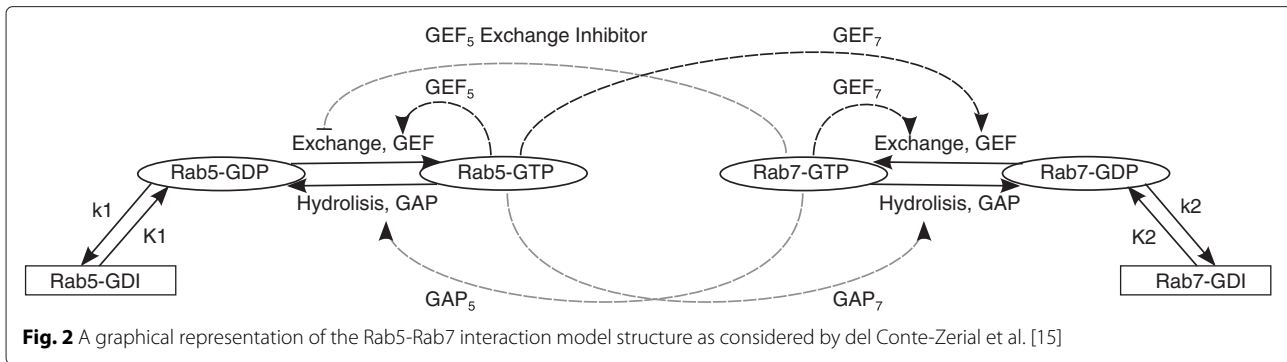 GEF5 Exchange Inhibitor
GEF7
GEF5
GEF7
Exchange, GEF
Exchange, GEF
Rab5-GDP
Rab5-GTP
Rab7-GTP
Rab7-GDP
Hydrolisis, GAP
Hydrolisis, GAP
k1
K1
k2
K2
Rab5-GDI
Rab7-GDI
GAP5
GAP7
Fig. 2 A graphical representation of the Rab5-Rab7 interaction model structure as considered by del Conte-Zerial et al. [15]